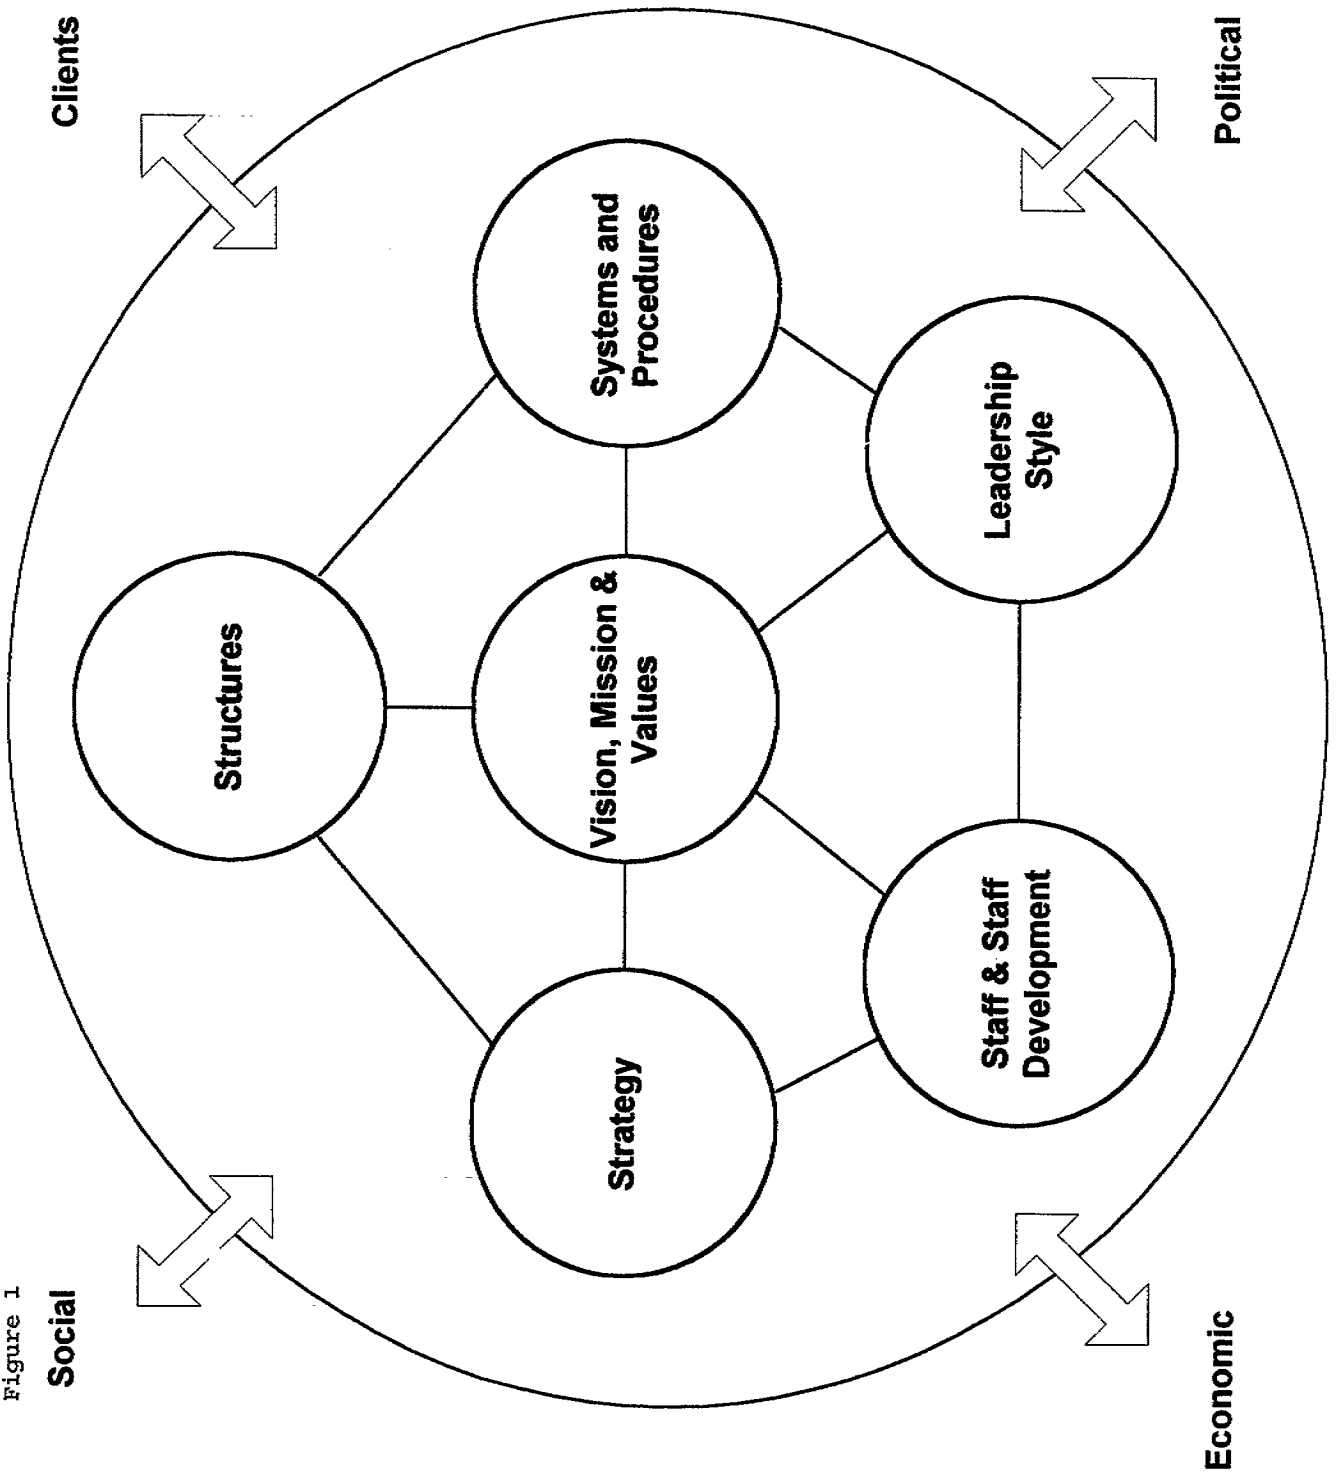 Figure 1
Social
Clients
Structures
Strategy
Vision, Mission &
Values
Systems and
Procedures
Staff & Staff
Development
Leadership
Style
Economic
Political